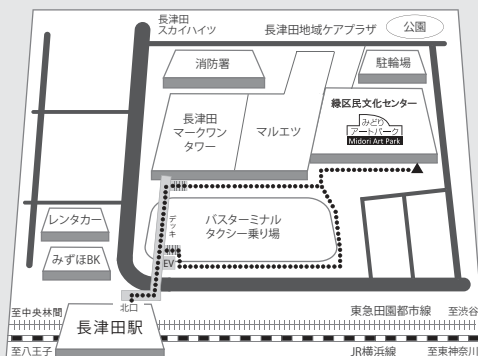 長津田
スカイハイツ
長津田地域ケアプラザ
公園
消防署
駐輪場
長津田
マークワン
タワー
マルエツ
緑区民文化センター
みどり
アートパーク
Midori Art Park
レンタカー
デッキ
バスターミナル
タクシー乗り場
みずほBK
EV
北口
至中央林間
東急田園都市線
至渋谷
長津田駅
至八王子
JR横浜線
至東神奈川